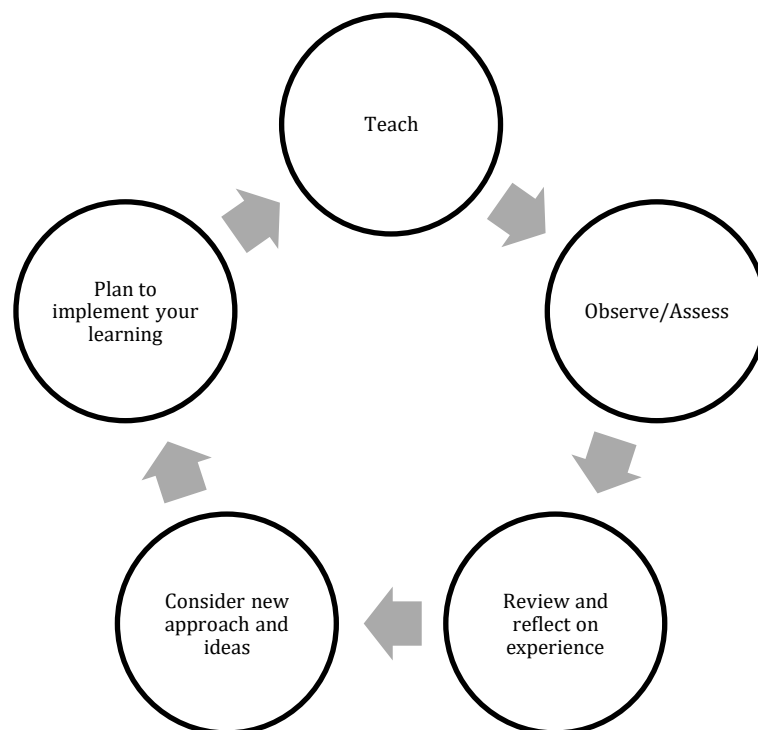 Teach
Observe/Assess
Review and
reflect on
experience
Consider new
approach and
ideas
Plan to
implement your
learning